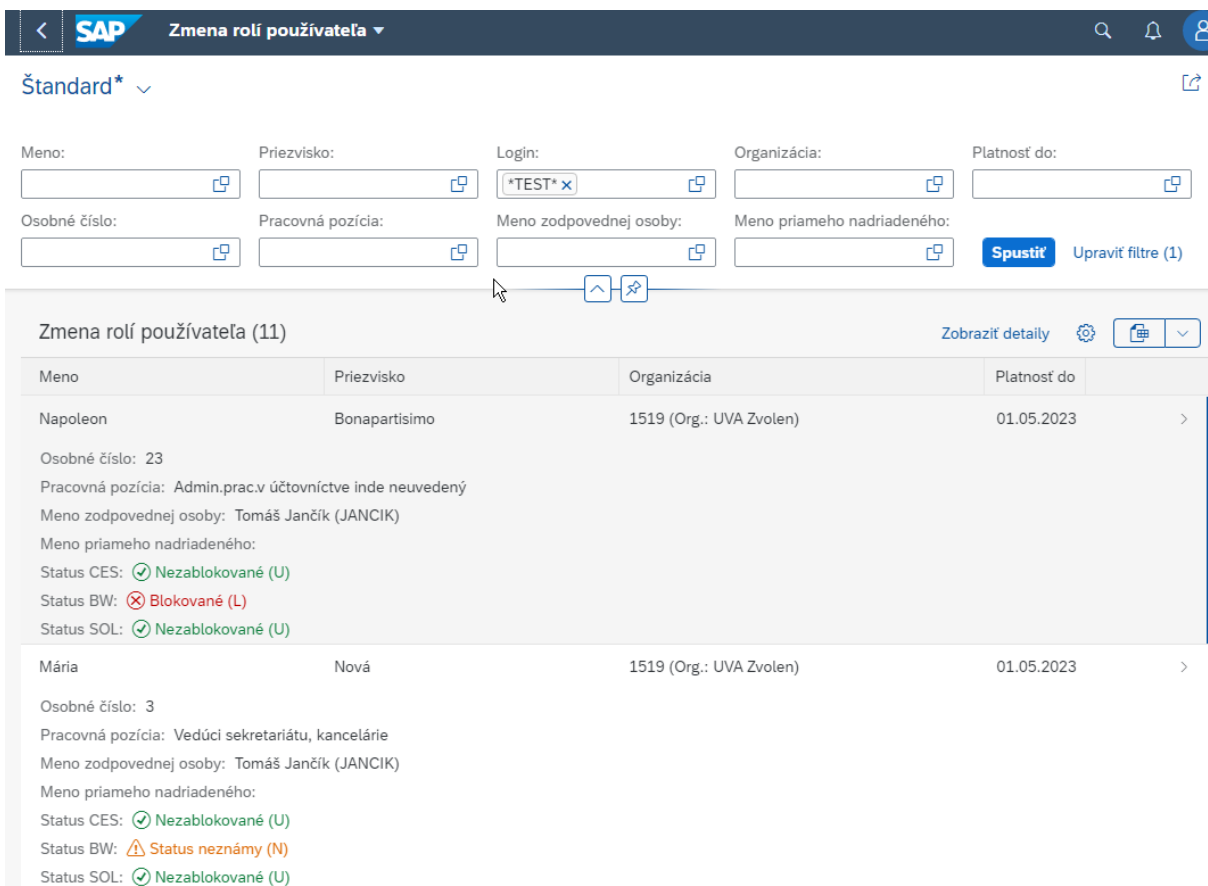 SAP Zmena rolí používateľa
Štandard*
Meno: Priezvisko: Login: Organizácia: Platnosť do:
*TEST*
Osobné číslo: Pracovná pozícia: Meno zodpovednej osoby: Meno priameho nadriadeného:
Spustiť Upraviť filtre (1)
Zmena rolí používateľa (11) Zobraziť detaily
Meno Priezvisko Organizácia Platnosť do
Napoleon Bonapartisimo 1519 (Org.: UVA Zvolen) 01.05.2023
Osobné číslo: 23
Pracovná pozícia: Admin.prac.v účtovníctve inde neuvedený
Meno zodpovednej osoby: Tomáš Jančík (JANCIK)
Meno priameho nadriadeného:
Status CES: Nezablokované (U)
Status BW: Blokované (L)
Status SOL: Nezablokované (U)
Mária Nová 1519 (Org.: UVA Zvolen) 01.05.2023
Osobné číslo: 3
Pracovná pozícia: Vedúci sekretariátu, kancelárie
Meno zodpovednej osoby: Tomáš Jančík (JANCIK)
Meno priameho nadriadeného:
Status CES: Nezablokované (U)
Status BW: Status neznámy (N)
Status SOL: Nezablokované (U)